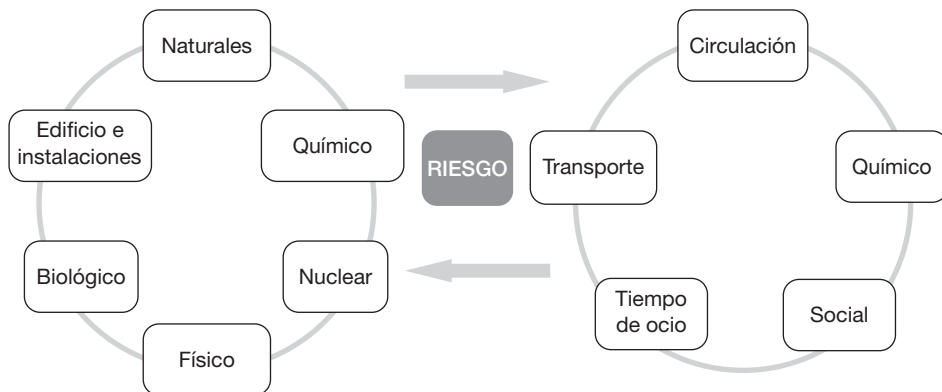 Naturales
Circulación
Edificio e
instalaciones
Químico
RIESGO
Transporte
Químico
Biológico
Nuclear
Tiempo
de ocio
Social
Físico